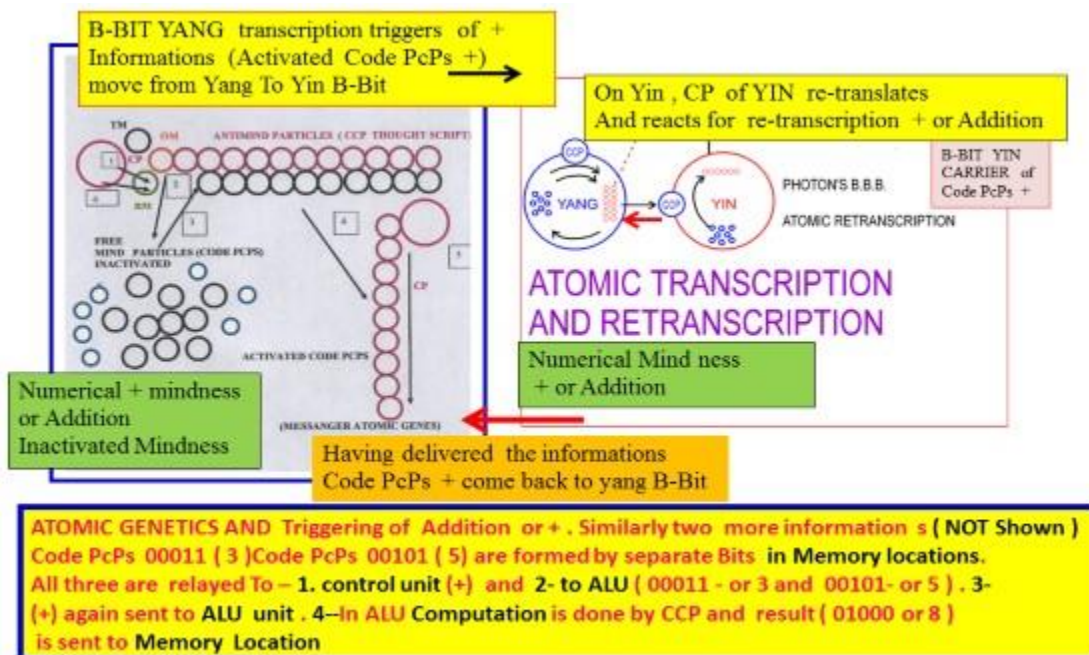 B-BIT YANG transcription triggers of +
Informations (Activated Code PcPs +)
move from Yang To Yin B-Bit
On Yin , CP of YIN re-translates
And reacts for re-transcription + or Addition
B-BIT YIN
CARRIER of
Code PcPs +
TM
OM
ANTIMIND PARTICLES ( CCP THOUGHT SCRIPT)
1
CP
2
3
4
5
FREE
MIND PARTICLES (CODE PCPS)
INACTIVATED
CP
ACTIVATED CODE PCPS
(MESSANGER ATOMIC GENES)
CCP
YANG
CCP
YIN
PHOTON'S B.B.B.
ATOMIC RETRANSCRIPTION
ATOMIC TRANSCRIPTION
AND RETRANSCRIPTION
Numerical + mindness
or Addition
Inactivated Mindness
Numerical Mind ness
+ or Addition
Having delivered the informations
Code PcPs + come back to yang B-Bit
ATOMIC GENETICS AND Triggering of Addition or + . Similarly two more information s ( NOT Shown )
Code PcPs 00011 ( 3 )Code PcPs 00101 ( 5) are formed by separate Bits in Memory locations.
All three are relayed To – 1. control unit (+) and 2- to ALU ( 00011 - or 3 and 00101- or 5 ) . 3-
(+) again sent to ALU unit . 4--In ALU Computation is done by CCP and result ( 01000 or 8 )
is sent to Memory Location